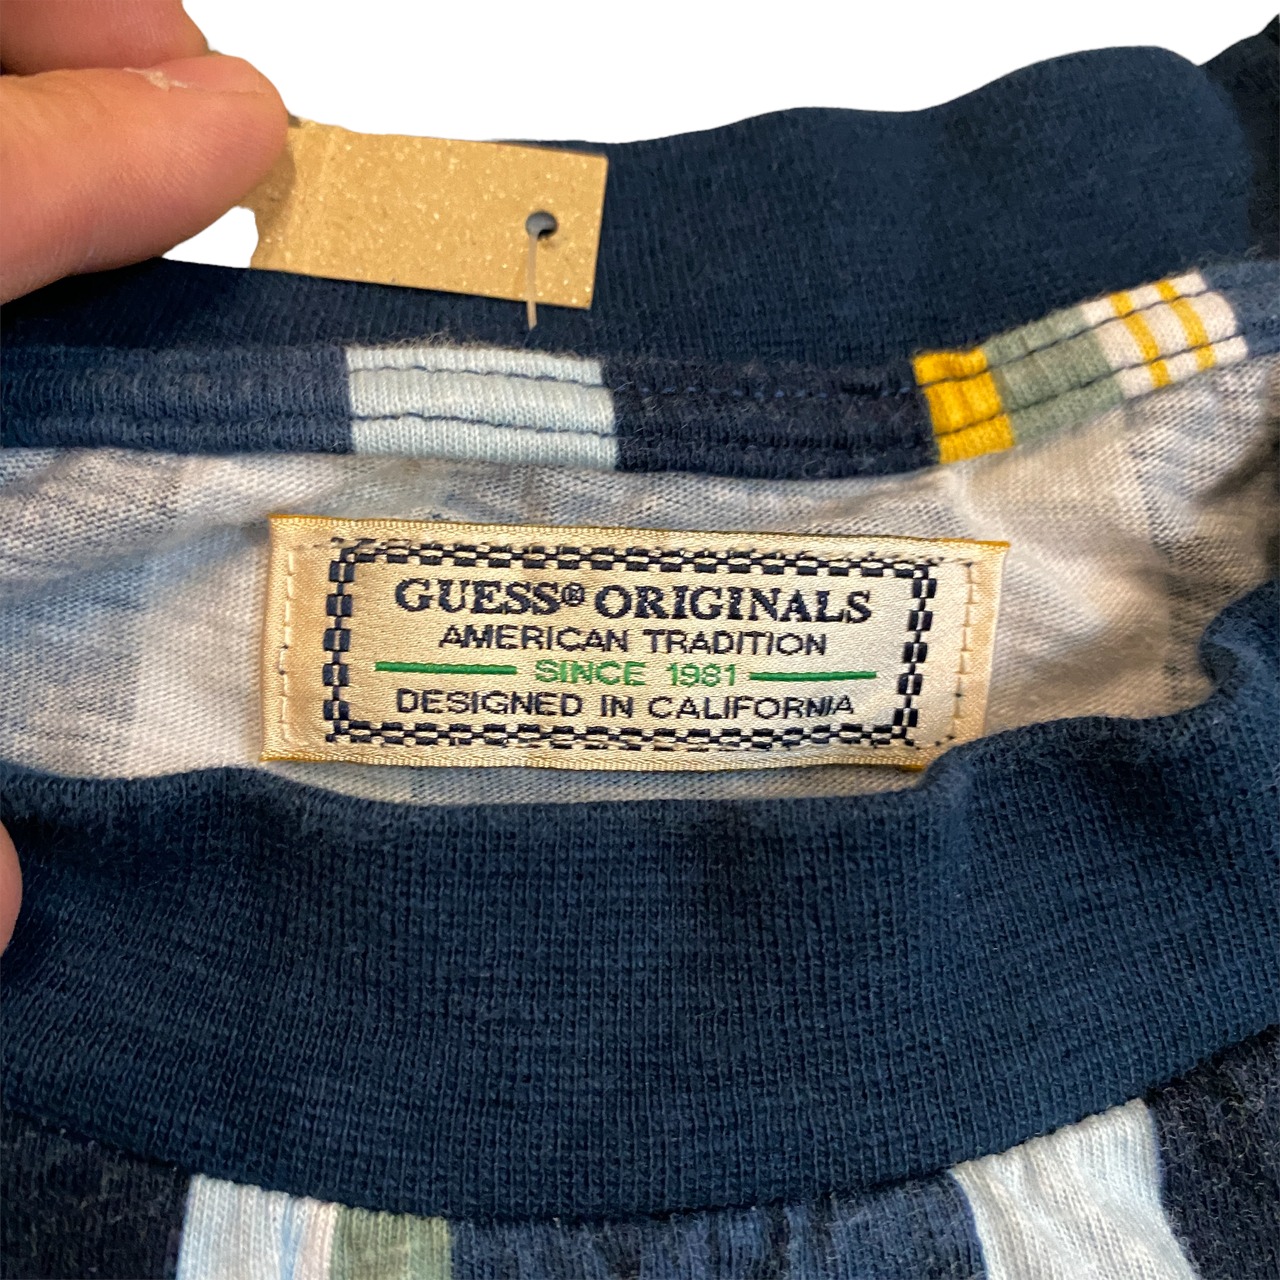 GUESS® ORIGINALS
AMERICAN TRADITION
SINCE 1981
DESIGNED IN CALIFORNIA